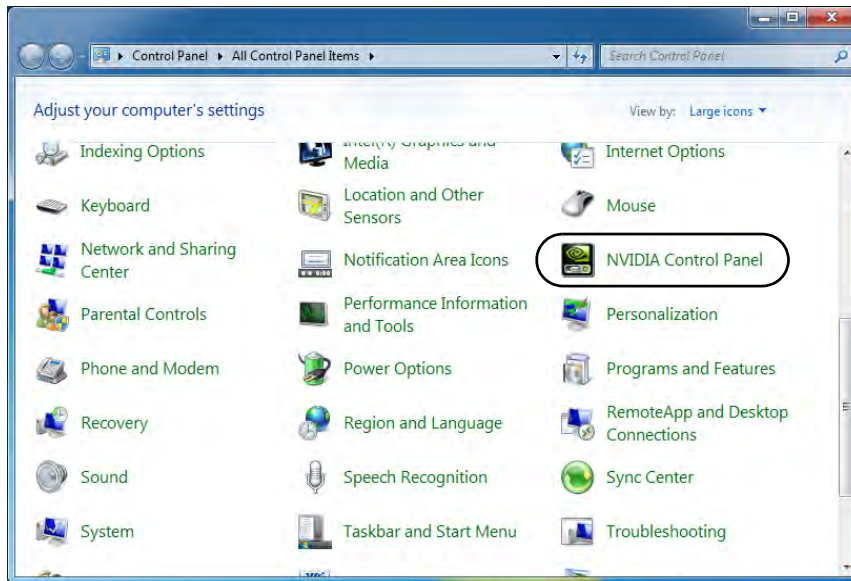 Control Panel All Control Panel Items
Search Control Panel
Adjust your computer's settings
View by: Large icons
Indexing Options
Intel(R) Graphics and
Media
Internet Options
Keyboard
Location and Other
Sensors
Mouse
Network and Sharing
Center
Notification Area Icons
NVIDIA Control Panel
Parental Controls
Performance Information
and Tools
Personalization
Phone and Modem
Power Options
Programs and Features
Recovery
Region and Language
RemoteApp and Desktop
Connections
Sound
Speech Recognition
Sync Center
System
Taskbar and Start Menu
Troubleshooting